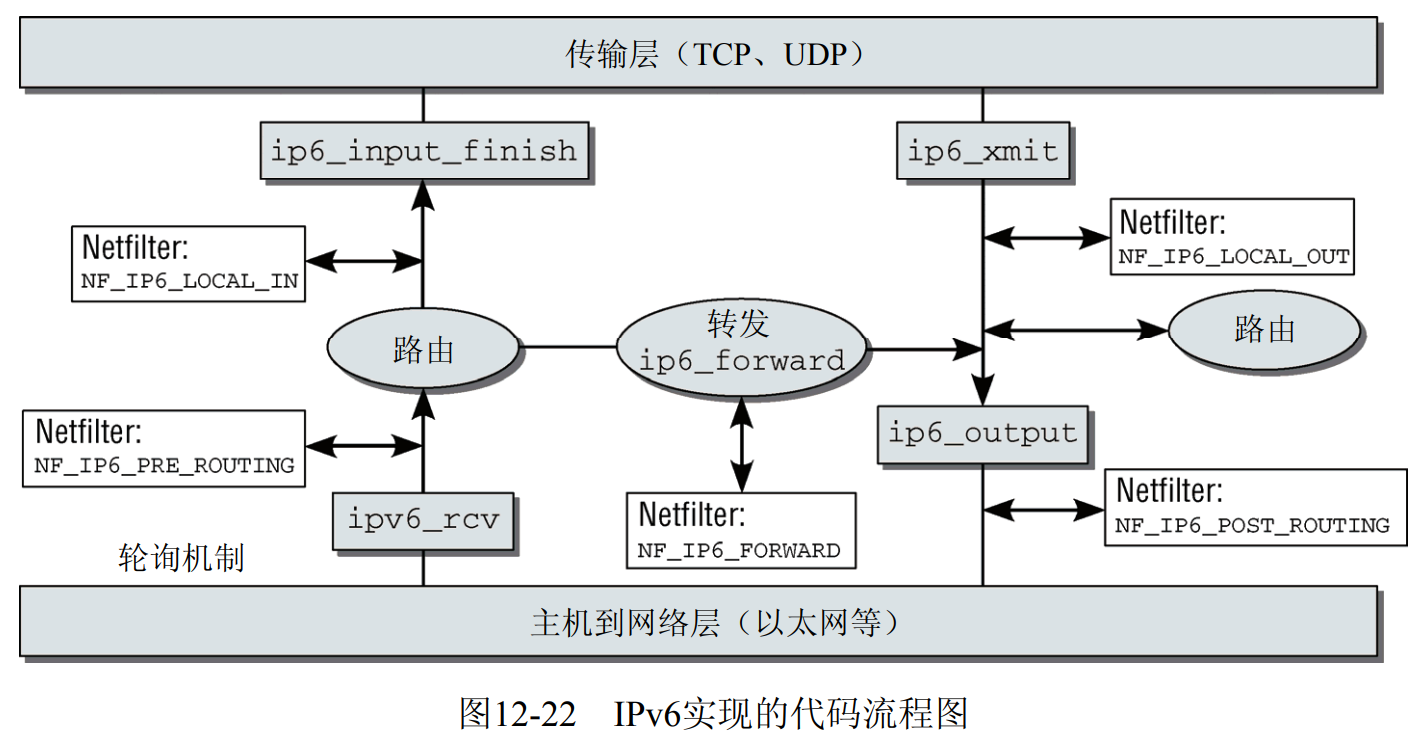 传输层（TCP、UDP）
ip6_input_finish
ip6_xmit
Netfilter:
NF_IP6_LOCAL_IN
Netfilter:
NF_IP6_LOCAL_OUT
路由
转发
ip6_forward
路由
Netfilter:
NF_IP6_PRE_ROUTING
ip6_output
ipv6_rcv
Netfilter:
NF_IP6_FORWARD
Netfilter:
NF_IP6_POST_ROUTING
轮询机制
主机到网络层（以太网等）
图12-22 IPv6实现的代码流程图